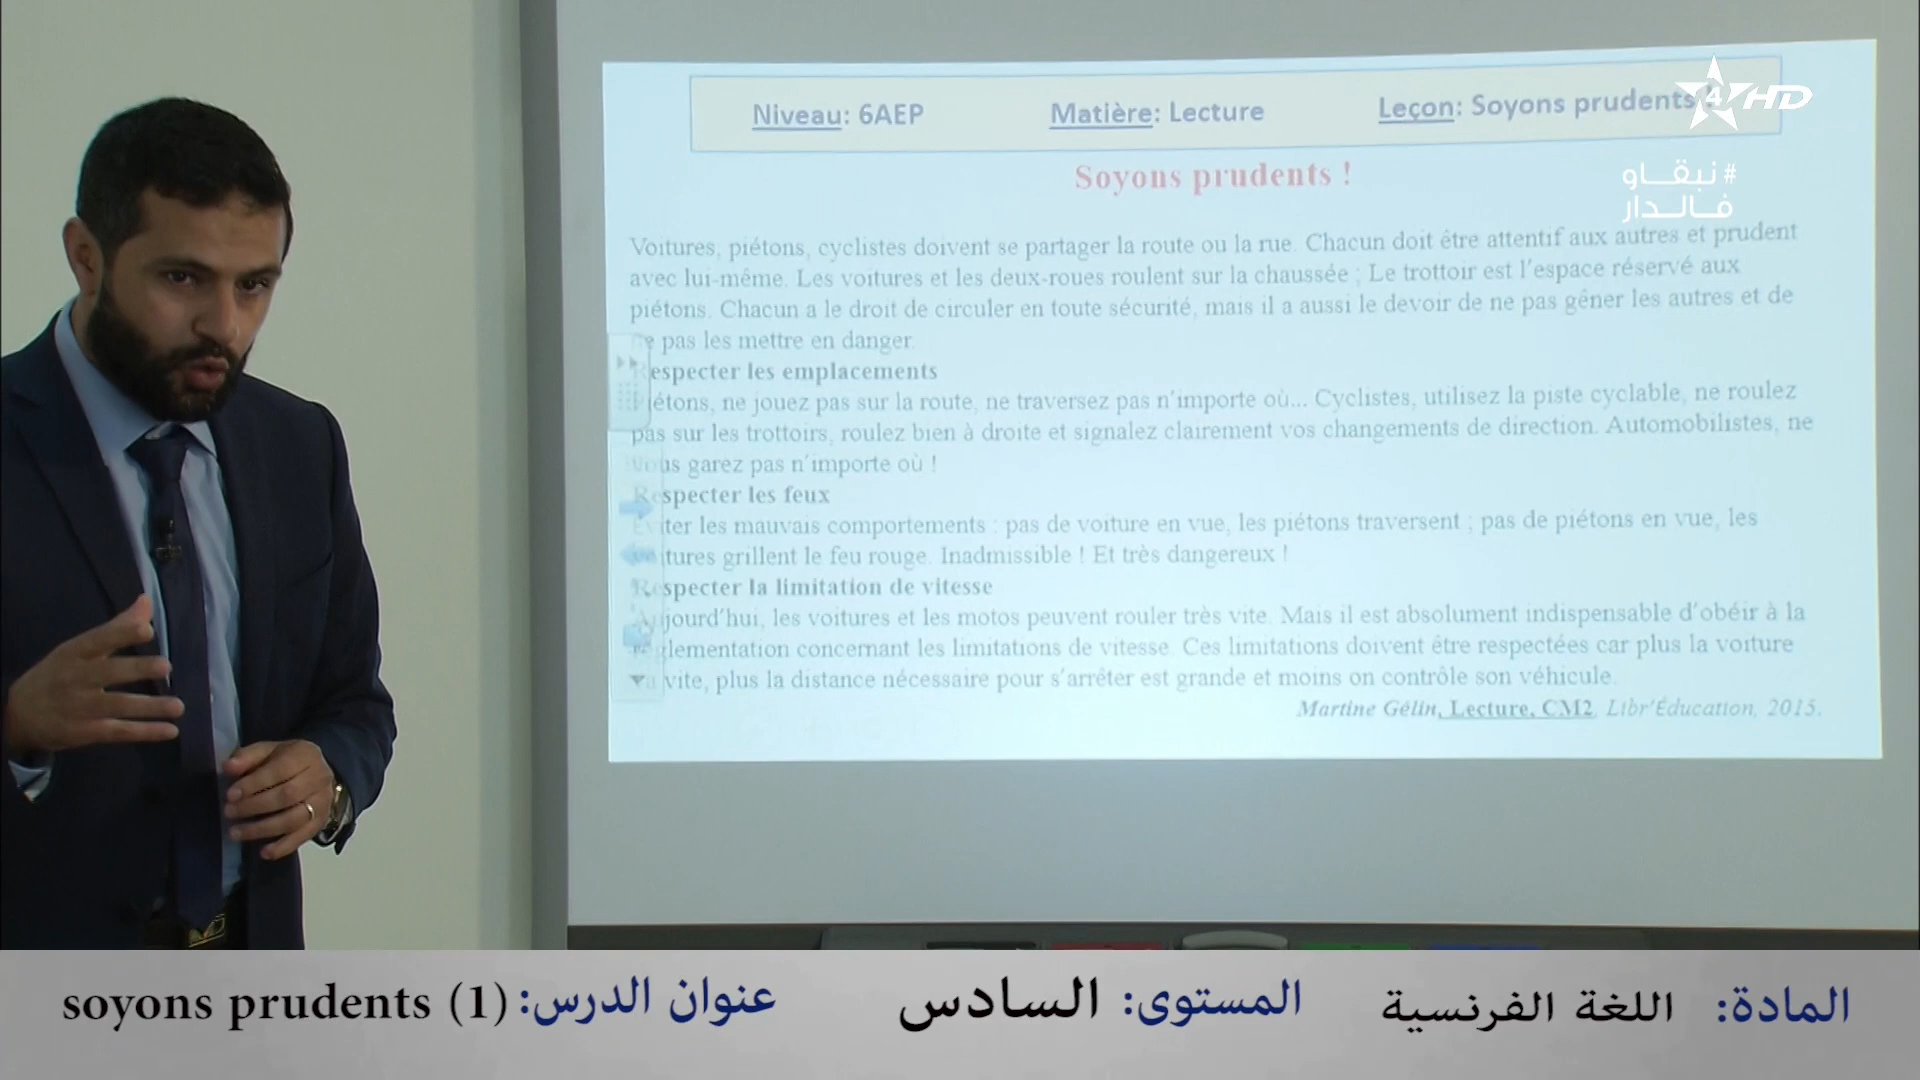 Niveau: 6AEP Matière: Lecture Leçon: Soyons prudents
4 HD
#نبقاو
فالدار
Soyons prudents !
Voitures, piétons, cyclistes doivent se partager la route ou la rue. Chacun doit être attentif aux autres et prudent
avec lui-même. Les voitures et les deux-roues roulent sur la chaussée ; Le trottoir est l'espace réservé aux
piétons. Chacun a le droit de circuler en toute sécurité, mais il a aussi le devoir de ne pas gêner les autres et de
ne pas les mettre en danger.
Respecter les emplacements
Piétons, ne jouez pas sur la route, ne traversez pas n'importe où... Cyclistes, utilisez la piste cyclable, ne roulez
pas sur les trottoirs, roulez bien à droite et signalez clairement vos changements de direction. Automobilistes, ne
vous garez pas n'importe où !
Respecter les feux
Eviter les mauvais comportements : pas de voiture en vue, les piétons traversent ; pas de piétons en vue, les
voitures grillent le feu rouge. Inadmissible ! Et très dangereux !
Respecter la limitation de vitesse
Aujourd'hui, les voitures et les motos peuvent rouler très vite. Mais il est absolument indispensable d'obéir à la
réglementation concernant les limitations de vitesse. Ces limitations doivent être respectées car plus la voiture
va vite, plus la distance nécessaire pour s'arrêter est grande et moins on contrôle son véhicule.
Martine Gélin, Lecture, CM2, Libr'Éducation, 2015.
المادة: اللغة الفرنسية المستوى: السادس عنوان الدرس: soyons prudents (1)